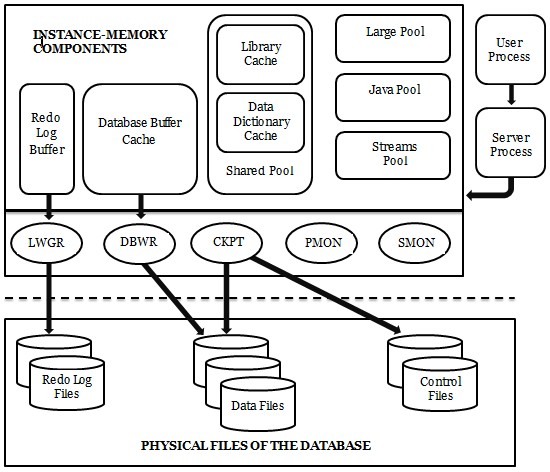 INSTANCE-MEMORY
COMPONENTS
Redo
Log
Buffer
Database Buffer
Cache
Library
Cache
Data
Dictionary
Cache
Shared Pool
Large Pool
Java Pool
Streams
Pool
User
Process
Server
Process
LWGR
DBWR
CKPT
PMON
SMON
Redo Log
Files
Data Files
Control
Files
PHYSICAL FILES OF THE DATABASE